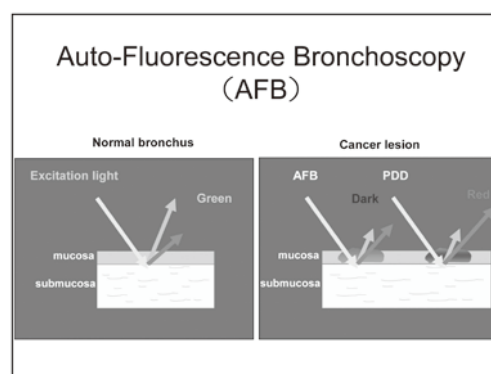 Auto-Fluorescence Bronchoscopy
（AFB）
Normal bronchus
Excitation light
Green
mucosa
submucosa
Cancer lesion
AFB
PDD
Dark
Red
mucosa
submucosa